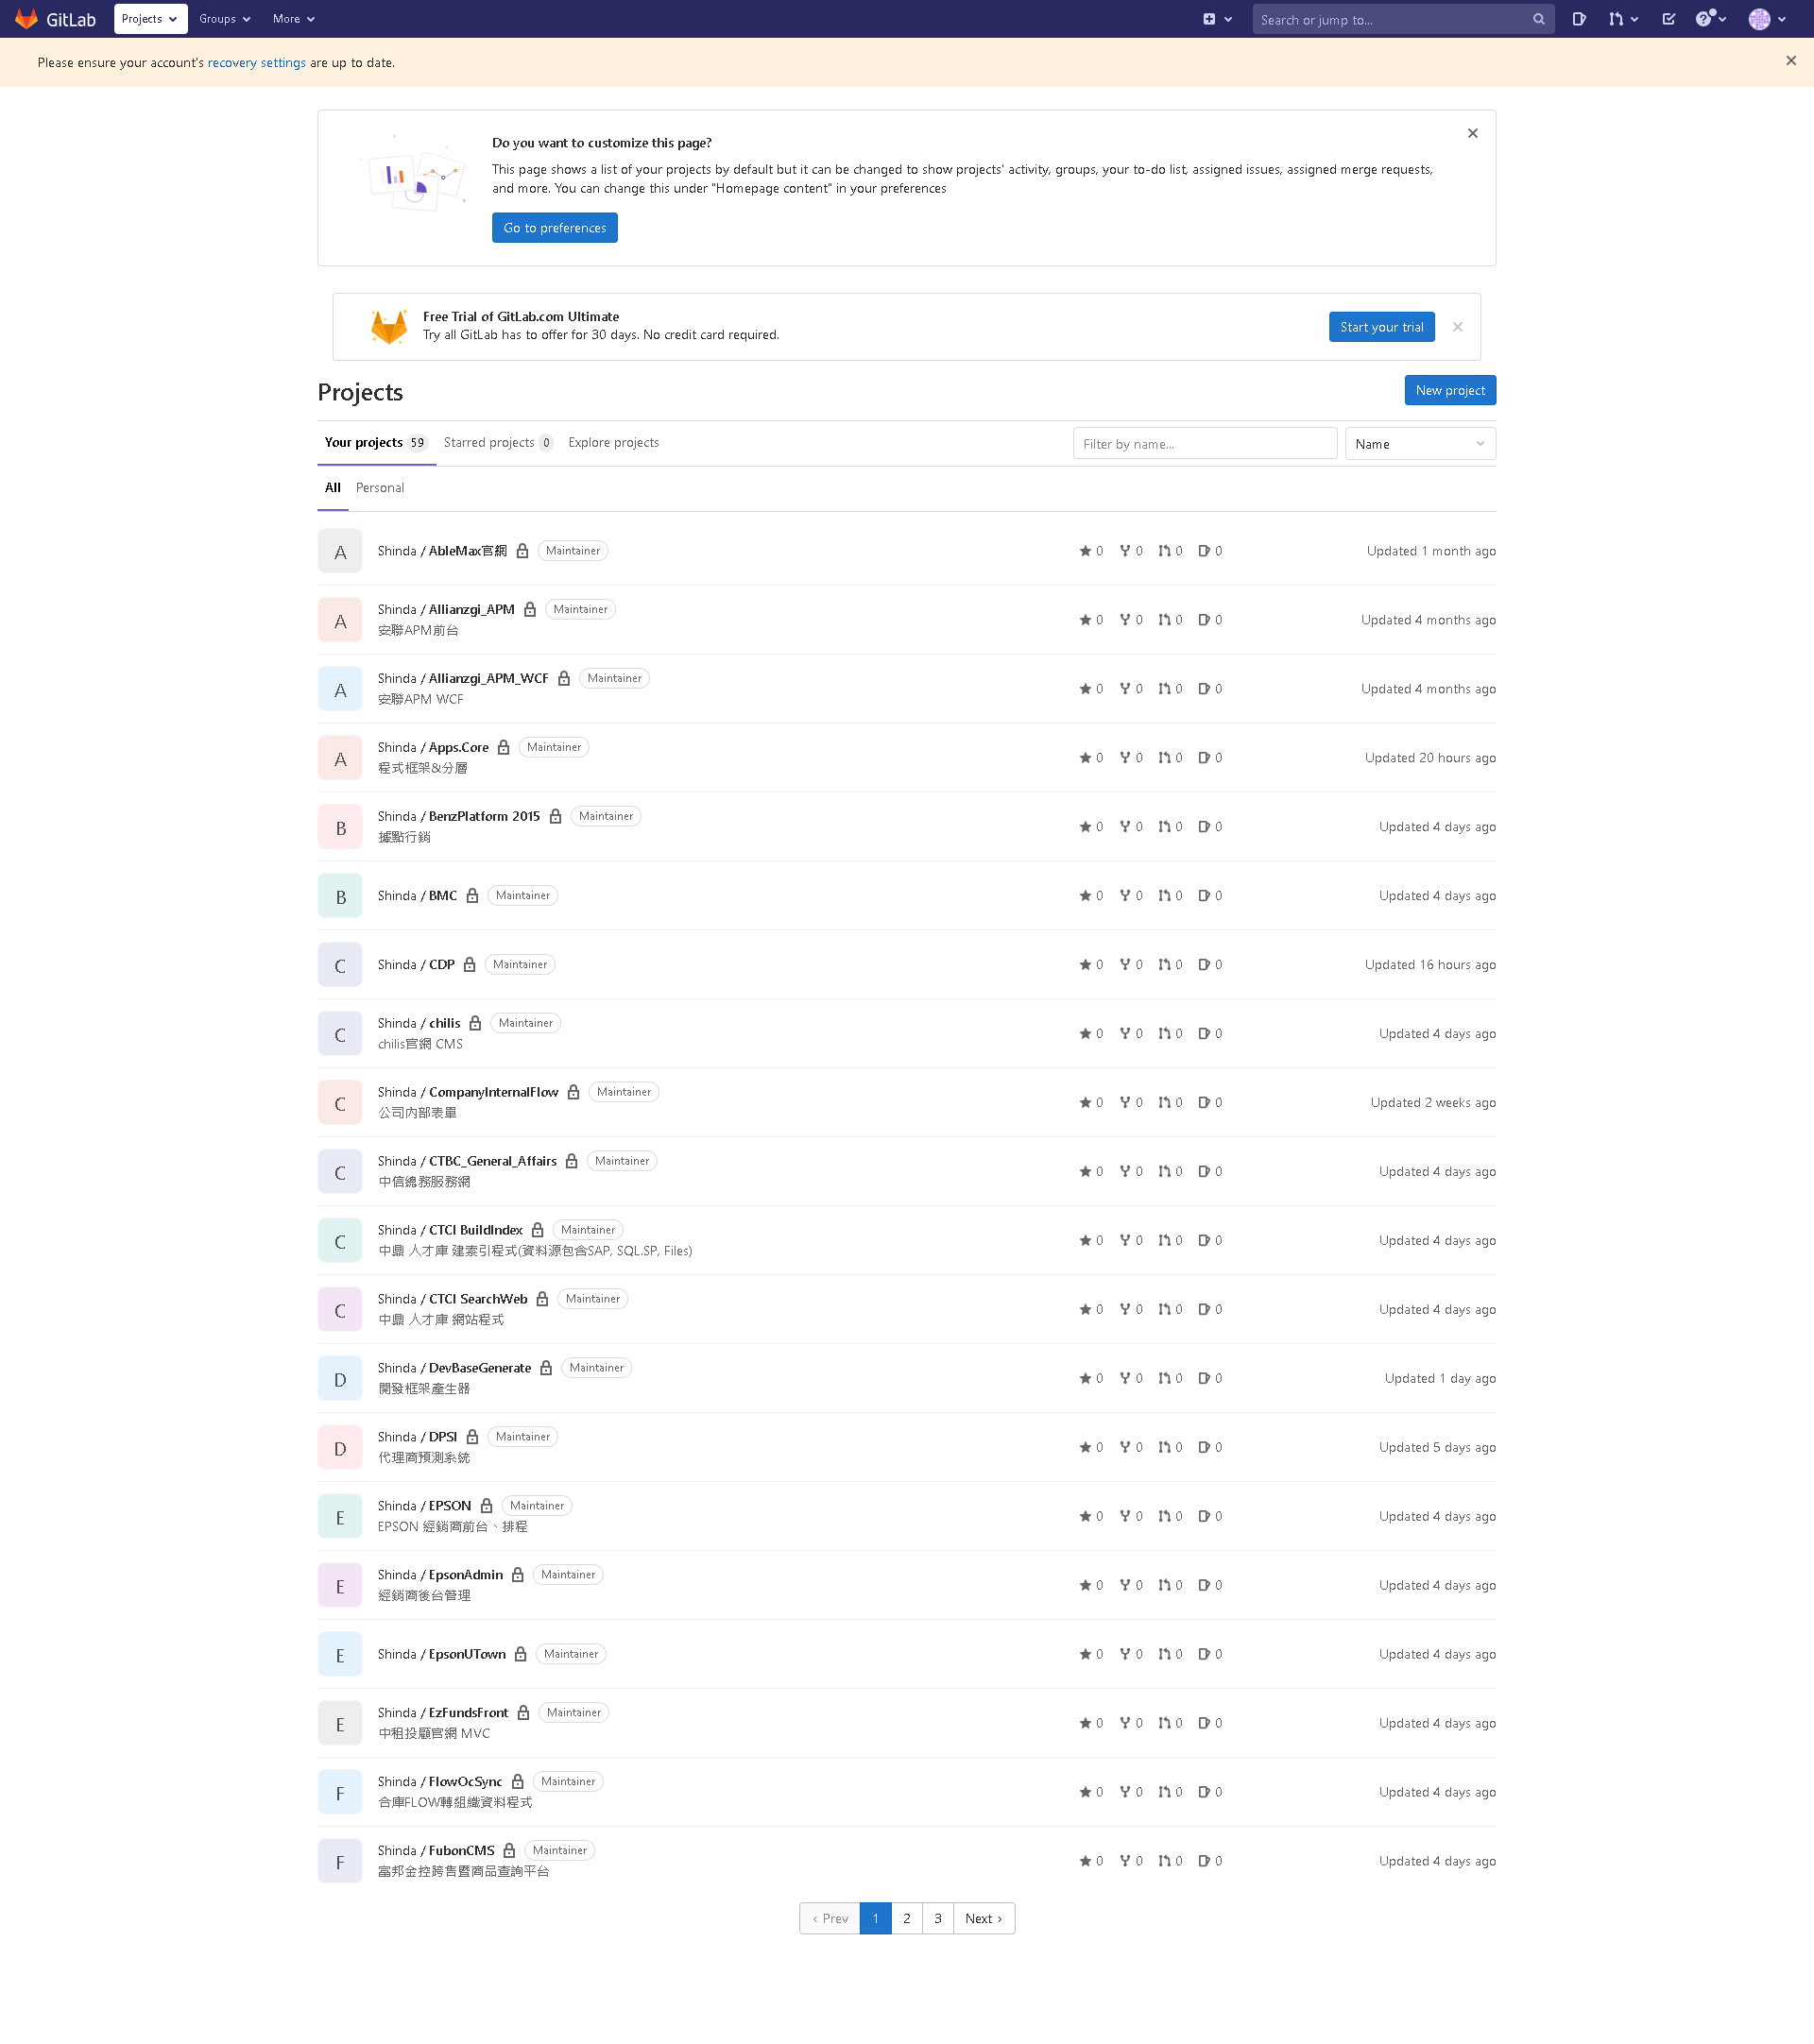 GitLab Projects Groups More Search or jump to...
Please ensure your account's recovery settings are up to date.
Do you want to customize this page?
This page shows a list of your projects by default but it can be changed to show projects' activity, groups, your to-do list, assigned issues, assigned merge requests,
and more. You can change this under "Homepage content" in your preferences
Go to preferences
Free Trial of GitLab.com Ultimate
Try all GitLab has to offer for 30 days. No credit card required.
Start your trial
Projects
New project
Your projects 59 Starred projects 0 Explore projects Filter by name... Name
All Personal
A Shinda / AbleMax官網 Maintainer 0 0 0 0 Updated 1 month ago
A Shinda / Allianzgi_APM Maintainer 0 0 0 0 Updated 4 months ago
安聯APM前台
A Shinda / Allianzgi_APM_WCF Maintainer 0 0 0 0 Updated 4 months ago
安聯APM WCF
A Shinda / Apps.Core Maintainer 0 0 0 0 Updated 20 hours ago
程式框架&分層
B Shinda / BenzPlatform 2015 Maintainer 0 0 0 0 Updated 4 days ago
據點行銷
B Shinda / BMC Maintainer 0 0 0 0 Updated 4 days ago
C Shinda / CDP Maintainer 0 0 0 0 Updated 16 hours ago
C Shinda / chilis Maintainer 0 0 0 0 Updated 4 days ago
chilis官網 CMS
C Shinda / CompanyInternalFlow Maintainer 0 0 0 0 Updated 2 weeks ago
公司內部表單
C Shinda / CTBC_General_Affairs Maintainer 0 0 0 0 Updated 4 days ago
中信總務服務網
C Shinda / CTCI BuildIndex Maintainer 0 0 0 0 Updated 4 days ago
中鼎 人才庫 建索引程式(資料源包含SAP, SQL.SP, Files)
C Shinda / CTCI SearchWeb Maintainer 0 0 0 0 Updated 4 days ago
中鼎 人才庫 網站程式
D Shinda / DevBaseGenerate Maintainer 0 0 0 0 Updated 1 day ago
開發框架產生器
D Shinda / DPSI Maintainer 0 0 0 0 Updated 5 days ago
代理商預測系統
E Shinda / EPSON Maintainer 0 0 0 0 Updated 4 days ago
EPSON 經銷商前台、排程
E Shinda / EpsonAdmin Maintainer 0 0 0 0 Updated 4 days ago
經銷商後台管理
E Shinda / EpsonUTown Maintainer 0 0 0 0 Updated 4 days ago
E Shinda / EzFundsFront Maintainer 0 0 0 0 Updated 4 days ago
中租投顧官網 MVC
F Shinda / FlowOcSync Maintainer 0 0 0 0 Updated 4 days ago
合庫FLOW轉組織資料程式
F Shinda / FubonCMS Maintainer 0 0 0 0 Updated 4 days ago
富邦金控跨售暨商品查詢平台
‹ Prev 1 2 3 Next ›